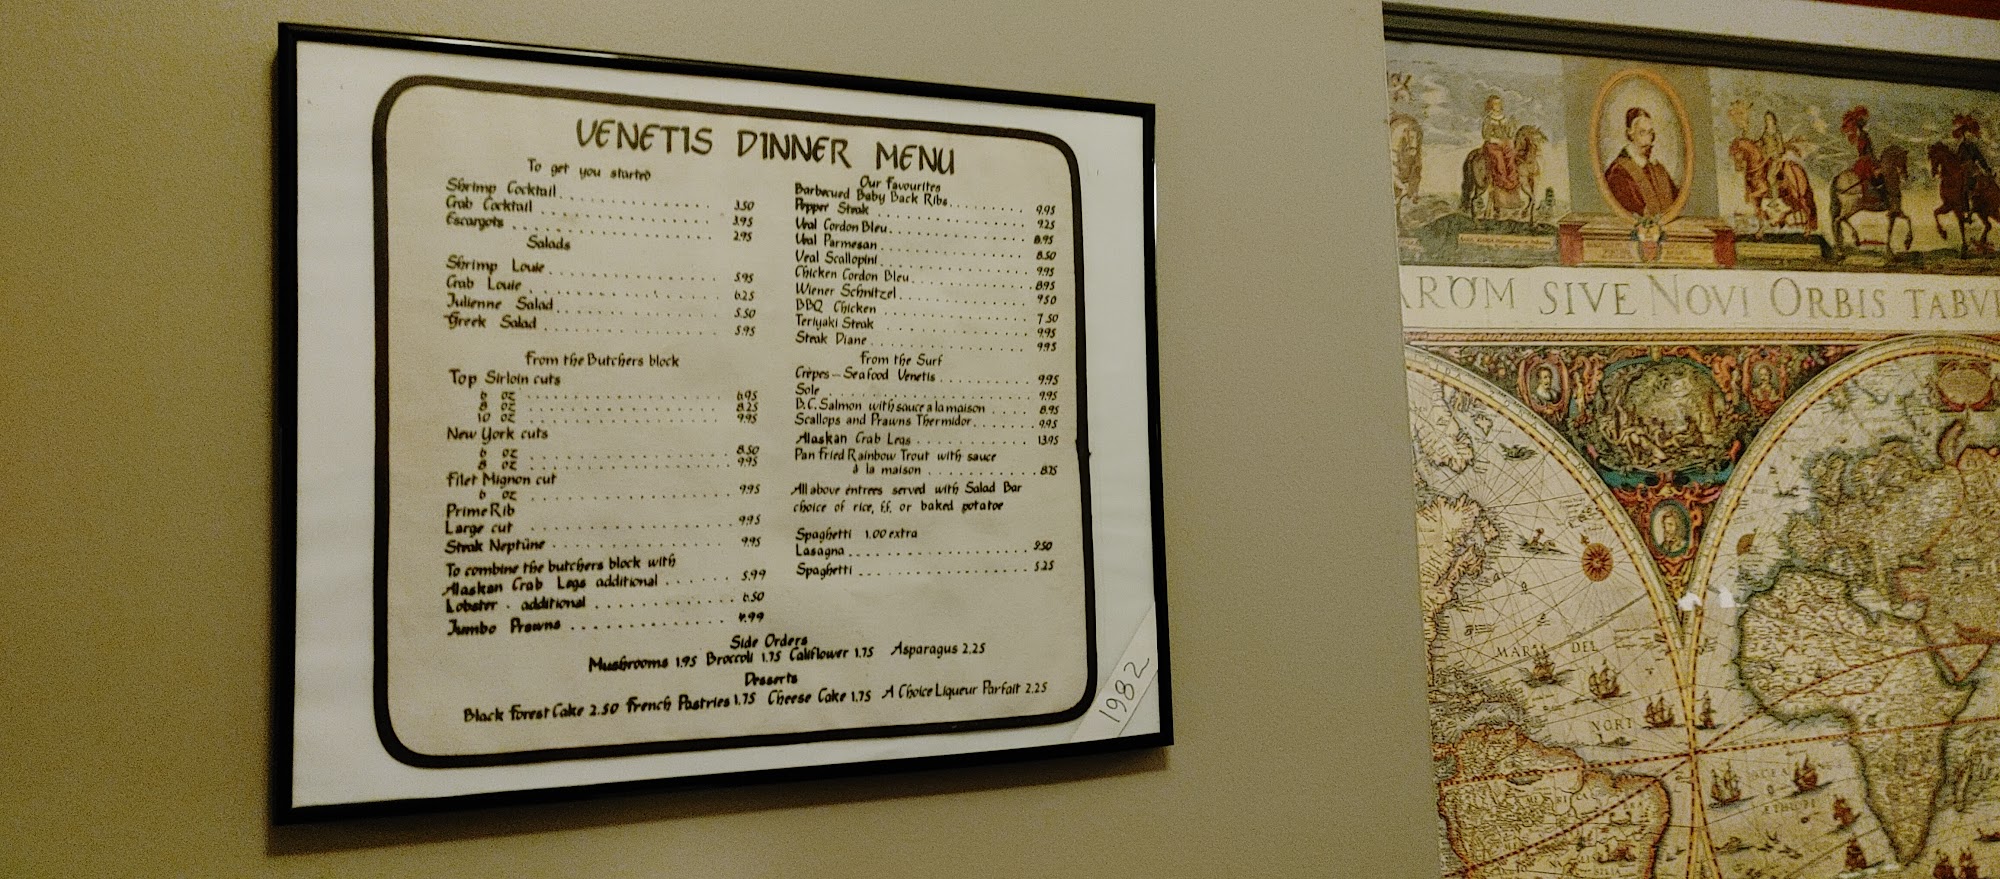 VENETIS DINNER MENU
To get you started
Shrimp Cocktail 3.50
Crab Cocktail 3.95
Escargots 2.95
Salads
Shrimp Louie 5.95
Crab Louie 6.25
Julienne Salad 5.50
Greek Salad 5.95
From the Butchers block
Top Sirloin cuts
6 oz 6.95
8 oz 8.25
10 oz 9.95
New York cuts
6 oz 8.50
8 oz 9.95
Filet Mignon cut
6 oz 9.95
Prime Rib
Large cut 9.95
Steak Neptune 9.95
To combine the butchers block with
Alaskan Crab Legs additional 5.99
Lobster - additional 6.50
Jumbo Prawns 4.99
Our Favourites
Barbecued Baby Back Ribs 9.95
Pepper Steak 9.25
Veal Cordon Bleu 8.95
Veal Parmesan 8.50
Veal Scallopini 9.95
Chicken Cordon Bleu 8.95
Wiener Schnitzel 9.50
BBQ Chicken 7.50
Teriyaki Steak 9.95
Steak Diane 9.95
From the Surf
Crêpes - Seafood Venetis 9.95
Sole 9.95
B.C. Salmon with sauce a la maison 8.95
Scallops and Prawns Thermidor 9.95
Alaskan Crab Legs 13.95
Pan Fried Rainbow Trout with sauce
à la maison 8.75
All above entrees served with Salad Bar
choice of rice, f.f. or baked potatoe
Spaghetti 1.00 extra
Lasagna 5.50
Spaghetti 5.25
Side Orders
Mushrooms 1.95 Broccoli 1.75 Califlower 1.75 Asparagus 2.25
Desserts
Black Forest Cake 2.50 French Pastries 1.75 Cheese Cake 1.75 A Choice Liqueur Parfait 2.25
1982
SIVE NOVI ORBIS
MAR DEL
NORT